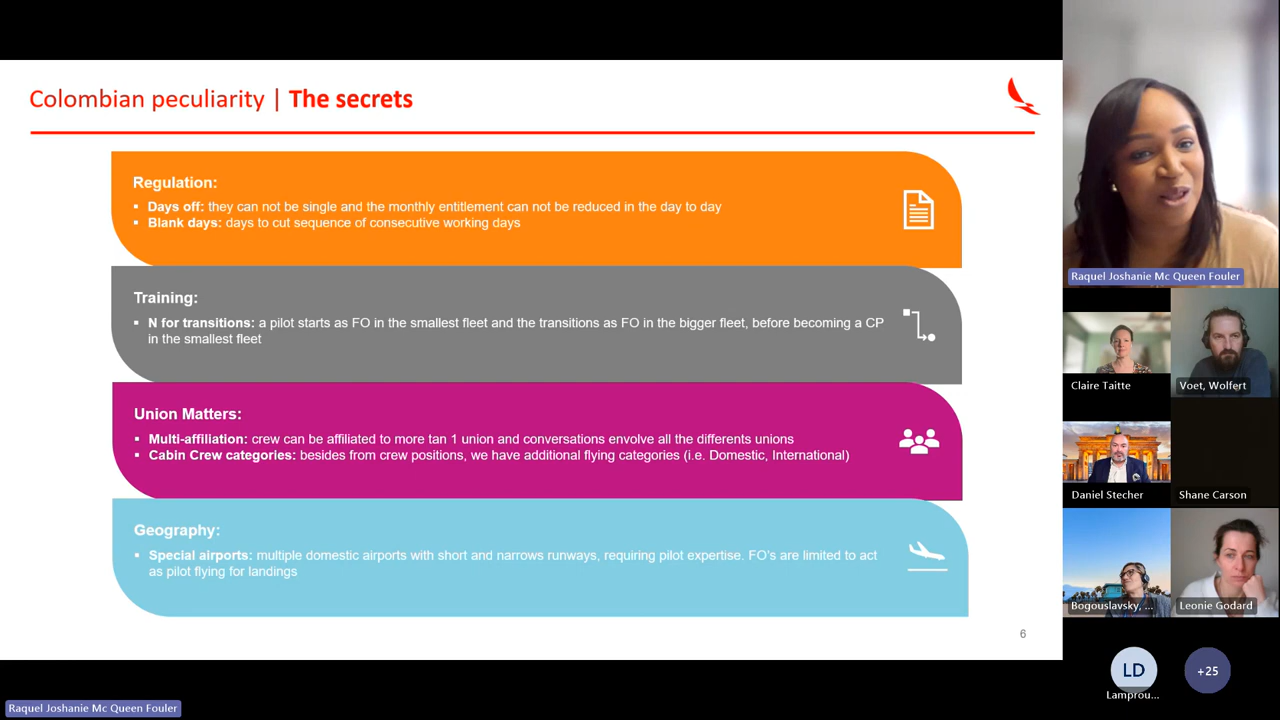 Colombian peculiarity | The secrets
Regulation:
▪ Days off: they can not be single and the monthly entitlement can not be reduced in the day to day
▪ Blank days: days to cut sequence of consecutive working days
Training:
▪ N for transitions: a pilot starts as FO in the smallest fleet and the transitions as FO in the bigger fleet, before becoming a CP
in the smallest fleet
Union Matters:
▪ Multi-affiliation: crew can be affiliated to more tan 1 union and conversations envolve all the differents unions
▪ Cabin Crew categories: besides from crew positions, we have additional flying categories (i.e. Domestic, International)
Geography:
▪ Special airports: multiple domestic airports with short and narrows runways, requiring pilot expertise. FO's are limited to act
as pilot flying for landings
6
Raquel Joshanie Mc Queen Fouler
Raquel Joshanie Mc Queen Fouler
Claire Taitte
Voet, Wolfert
Daniel Stecher
Shane Carson
Bogouslavsky, ...
Leonie Godard
LD
Lamprou...
+25